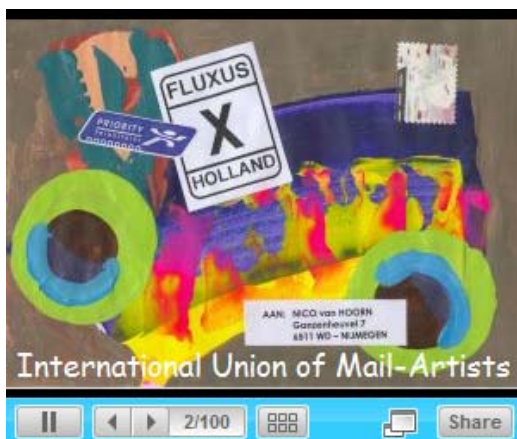 FLUXUS
X
HOLLAND
PRIORITY
AAN: NICO van HOORN
Ganzenheuvel 7
6511 WD – NIJMEGEN
International Union of Mail-Artists
2/100
Share